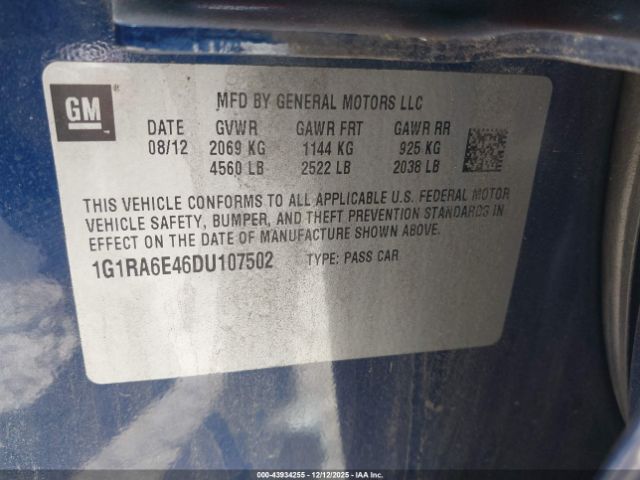 GM
MFD BY GENERAL MOTORS LLC
DATE GVWR GAWR FRT GAWR RR
08/12 2069 KG 1144 KG 925 KG
4560 LB 2522 LB 2038 LB
THIS VEHICLE CONFORMS TO ALL APPLICABLE U.S. FEDERAL MOTOR
VEHICLE SAFETY, BUMPER, AND THEFT PREVENTION STANDARDS IN
EFFECT ON THE DATE OF MANUFACTURE SHOWN ABOVE.
1G1RA6E46DU107502 TYPE: PASS CAR
000-43934255 - 12/12/2025 - IAA Corp.